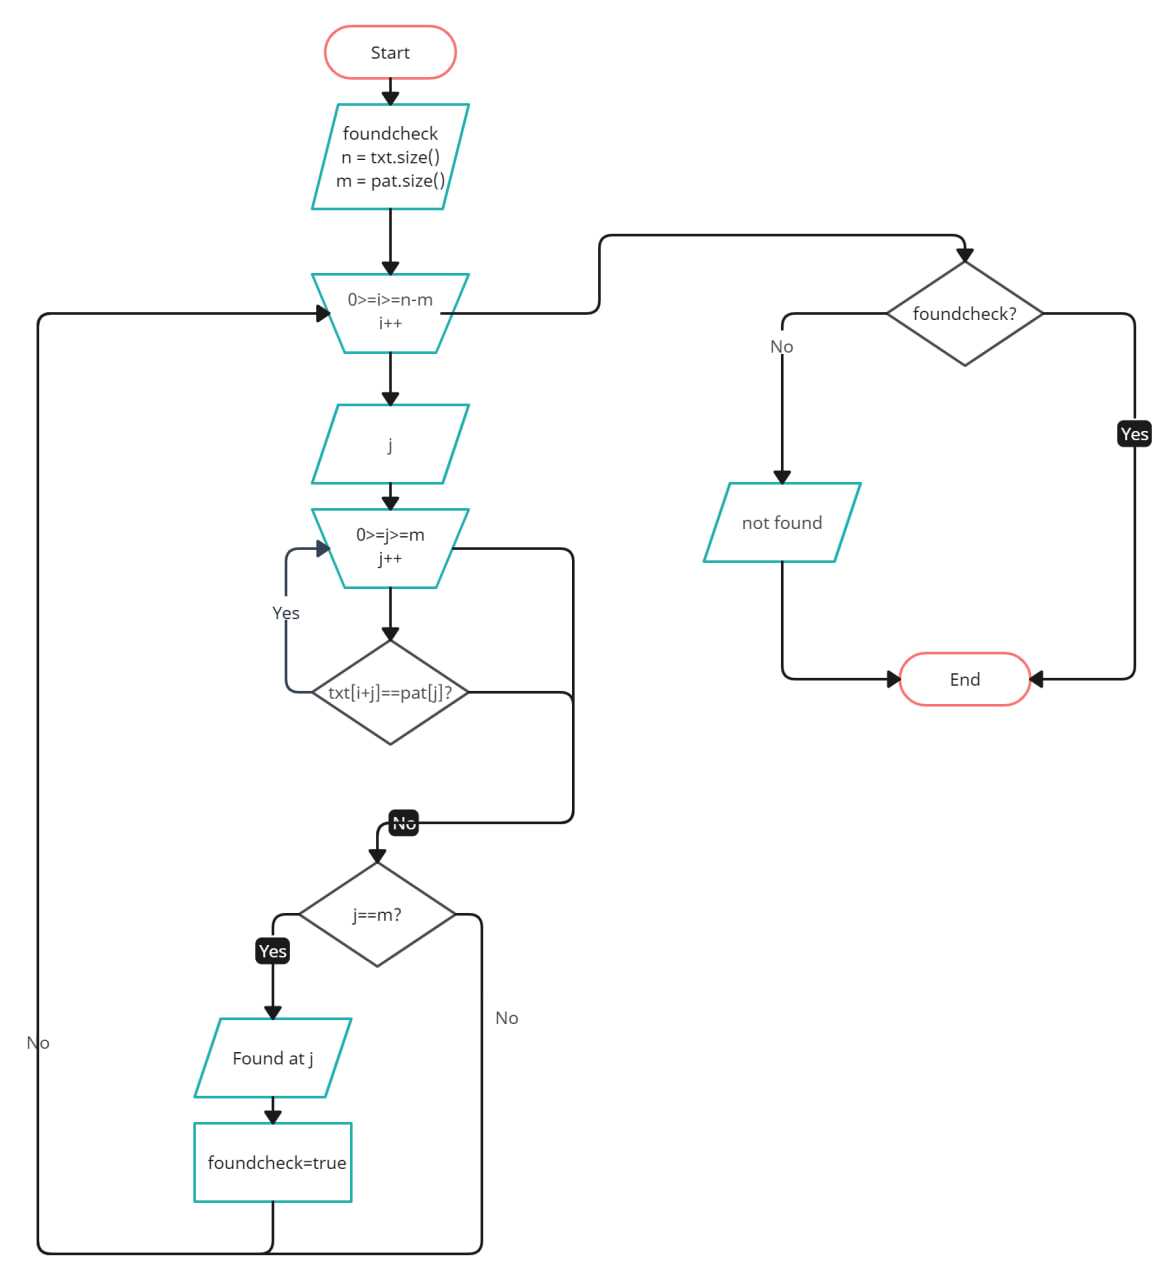 Start
foundcheck
n = txt.size()
m = pat.size()
0>=i>=n-m
i++
j
0>=j>=m
j++
Yes
txt[i+j]==pat[j]?
No
j==m?
Yes
No
Found at j
foundcheck=true
No
foundcheck?
No
Yes
not found
End